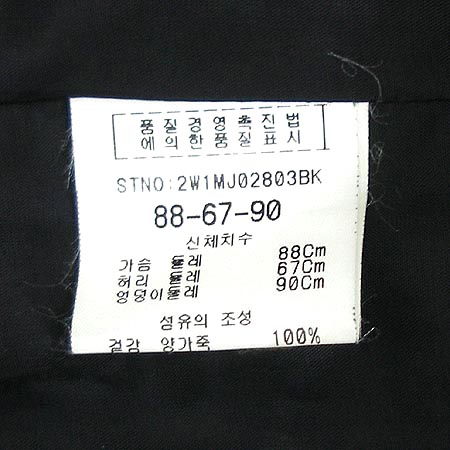 품질경영촉진법
에의한품질표시
STNO:2W1MJ02803BK
88-67-90
신체치수
가슴 둘레 88Cm
허리 둘레 67Cm
엉덩이둘레 90Cm
섬유의 조성
겉감 양가죽 100%